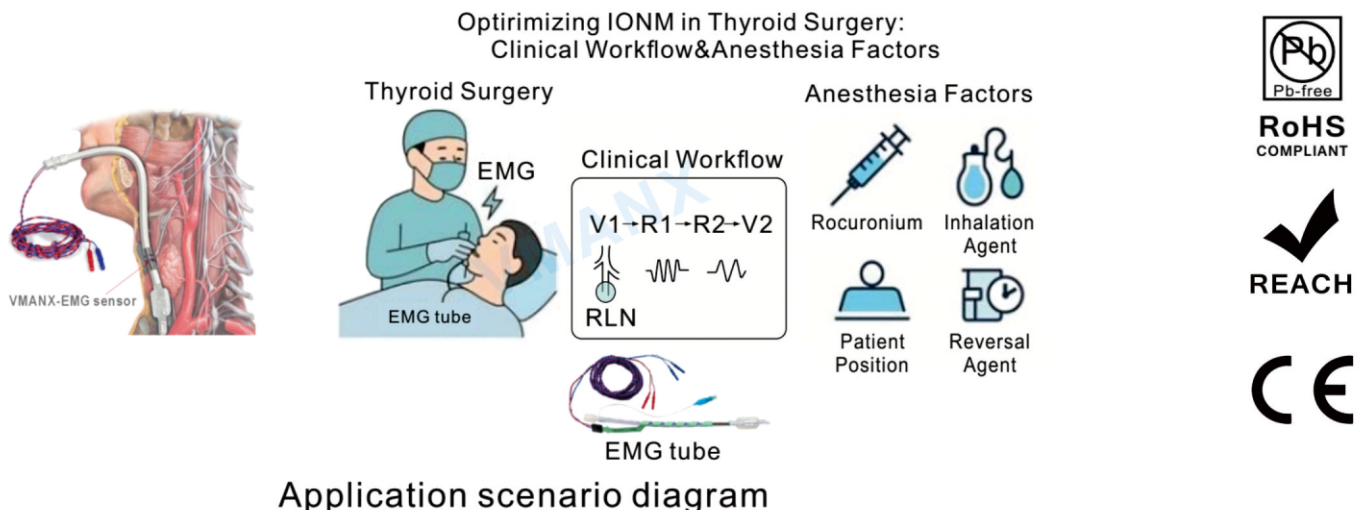 Optirimizing IONM in Thyroid Surgery:
Clinical Workflow&Anesthesia Factors
Thyroid Surgery
EMG
EMG tube
VMANX-EMG sensor
Clinical Workflow
V1→R1→R2→V2
RLN
EMG tube
Anesthesia Factors
Rocuronium
Inhalation
Agent
Patient
Position
Reversal
Agent
Pb
Pb-free
RoHS
COMPLIANT
REACH
CE
VMANX
Application scenario diagram